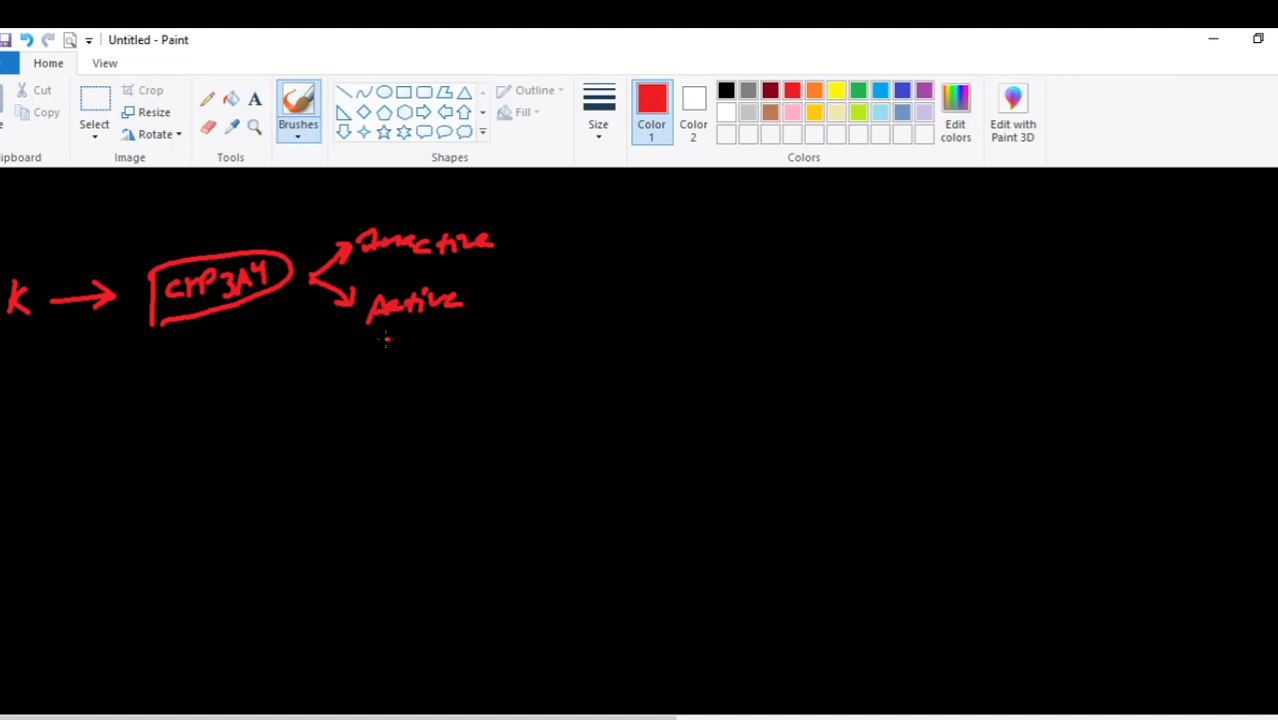 Untitled - Paint
Home View
Cut
Copy
Select
Crop
Resize
Rotate
Brushes
Outline
Fill
Size
Color 1
Color 2
Edit colors
Edit with Paint 3D
ipboard
Image
Tools
Shapes
Colors
Inactive
K → CYP3A4
Active